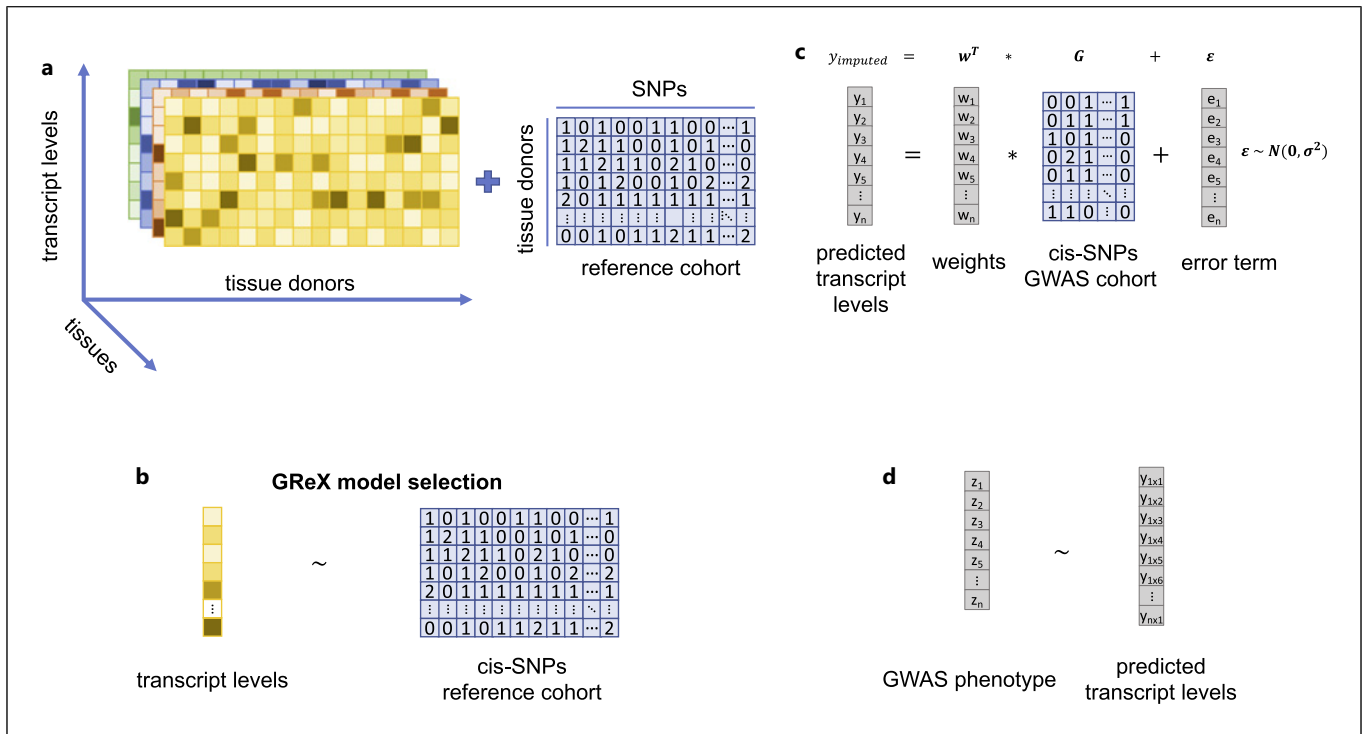 a
transcript levels
tissue donors
tissues
SNPs
tissue donors
1 0 1 0 0 1 1 0 0 ⋯ 1
1 2 1 1 0 0 1 0 1 ⋯ 0
1 1 2 1 1 0 2 1 0 ⋯ 0
1 0 1 2 0 0 1 0 2 ⋯ 2
2 0 1 1 1 1 1 1 1 ⋯ 1
⋮ ⋮ ⋮ ⋮ ⋮ ⋮ ⋮ ⋮ ⋱ ⋮
0 0 1 0 1 1 2 1 1 ⋯ 2
reference cohort
b
GReX model selection
⋮
~
1 0 1 0 0 1 1 0 0 ⋯ 1
1 2 1 1 0 0 1 0 1 ⋯ 0
1 1 2 1 1 0 2 1 0 ⋯ 0
1 0 1 2 0 0 1 0 2 ⋯ 2
2 0 1 1 1 1 1 1 1 ⋯ 1
⋮ ⋮ ⋮ ⋮ ⋮ ⋮ ⋮ ⋮ ⋮ ⋱ ⋮
0 0 1 0 1 1 2 1 1 ⋯ 2
transcript levels
cis-SNPs
reference cohort
c
y_imputed = w^T * G + ε
y1
y2
y3
y4
y5
⋮
yn
=
w1
w2
w3
w4
w5
⋮
wn
*
0 0 1 ⋯ 1
0 1 1 ⋯ 1
1 0 1 ⋯ 0
0 2 1 ⋯ 0
0 1 1 ⋯ 0
⋮ ⋮ ⋮ ⋱ ⋮
1 1 0 ⋯ 0
+
e1
e2
e3
e4
e5
⋮
en
ε ~ N(0, σ²)
predicted
transcript
levels
weights
cis-SNPs
GWAS cohort
error term
d
z1
z2
z3
z4
z5
⋮
zn
~
y1x1
y1x2
y1x3
y1x4
y1x5
y1x6
⋮
ynx1
GWAS phenotype
predicted
transcript levels